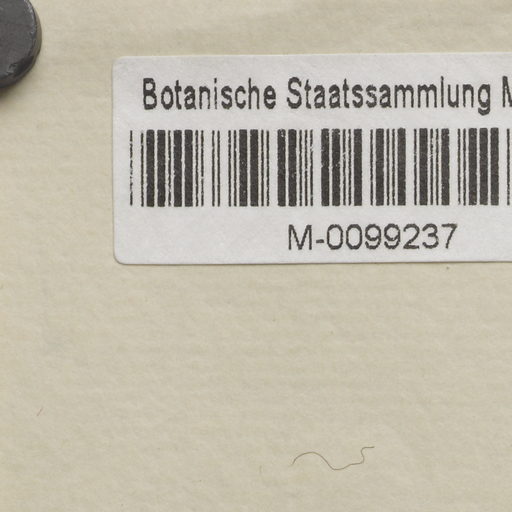 Botanische Staatssammlung M
M-0099237